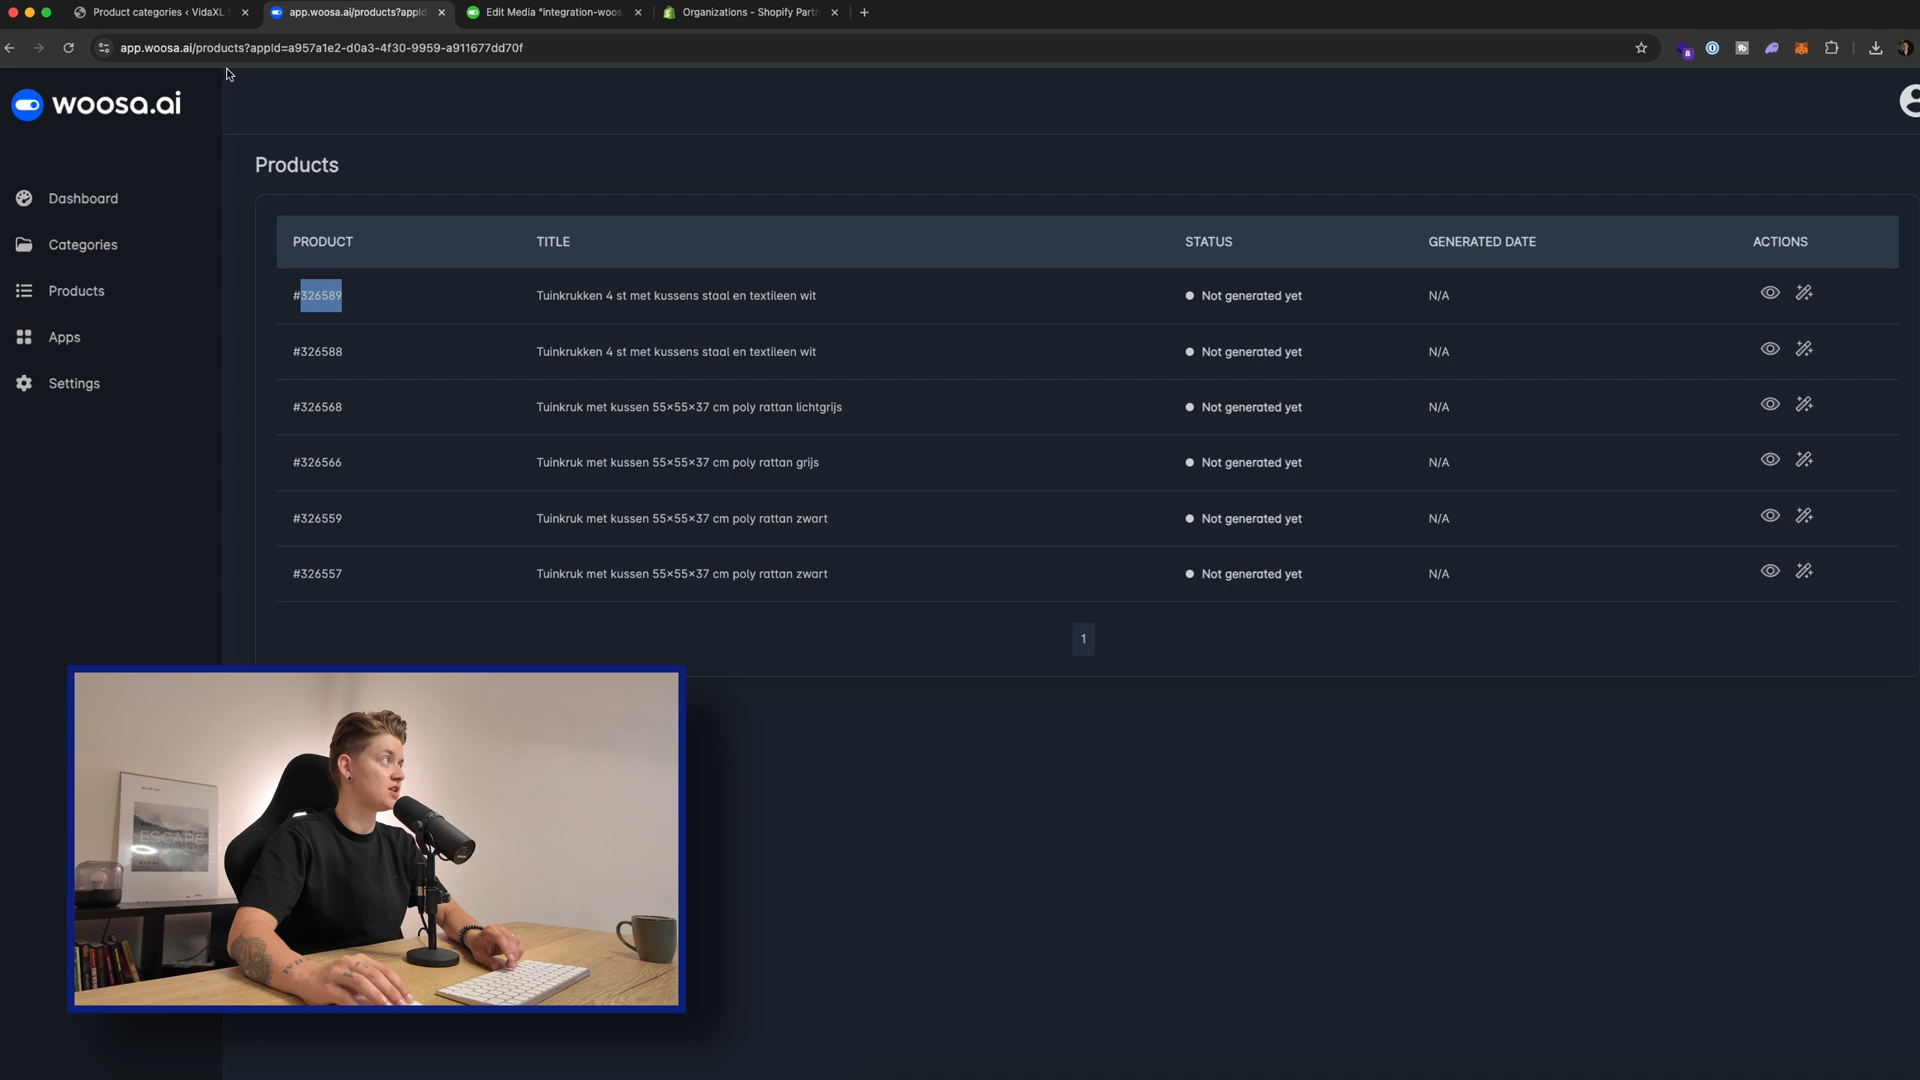 Product categories ‹ VidaXL S
app.woosa.ai/products?appId
Edit Media "integration-woos
Organizations - Shopify Partn
app.woosa.ai/products?appId=a957a1e2-d0a3-4f30-9959-a911677dd70f
8
woosa.ai
Dashboard
Categories
Products
Apps
Settings
Products
PRODUCT TITLE STATUS GENERATED DATE ACTIONS
#326589 Tuinkrukken 4 st met kussens staal en textileen wit Not generated yet N/A
#326588 Tuinkrukken 4 st met kussens staal en textileen wit Not generated yet N/A
#326568 Tuinkruk met kussen 55×55×37 cm poly rattan lichtgrijs Not generated yet N/A
#326566 Tuinkruk met kussen 55×55×37 cm poly rattan grijs Not generated yet N/A
#326559 Tuinkruk met kussen 55×55×37 cm poly rattan zwart Not generated yet N/A
#326557 Tuinkruk met kussen 55×55×37 cm poly rattan zwart Not generated yet N/A
1
ESCAPE